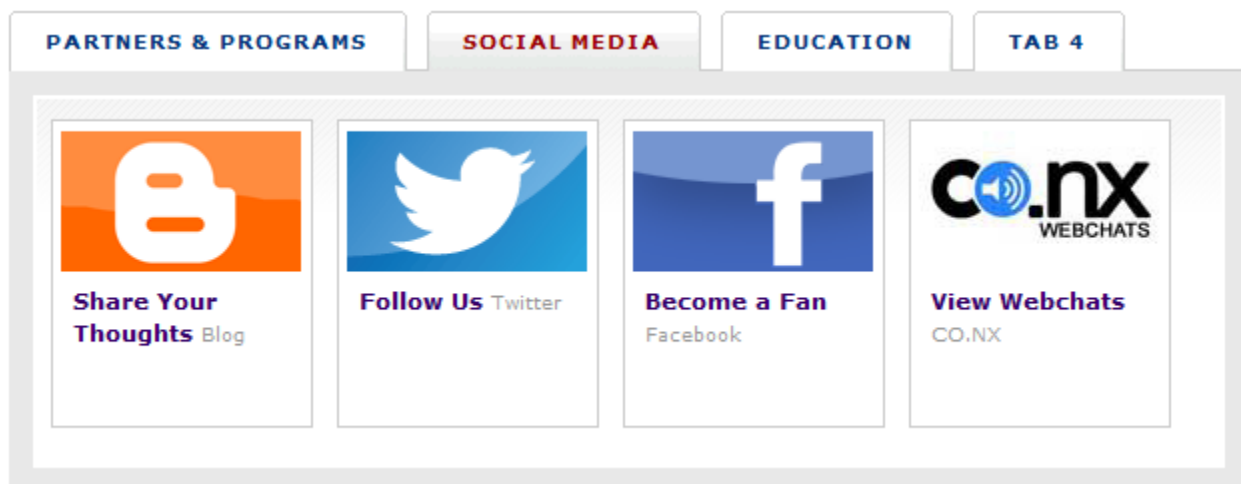 PARTNERS & PROGRAMS
SOCIAL MEDIA
EDUCATION
TAB 4
CO.NX
WEBCHATS
Share Your
Thoughts Blog
Follow Us Twitter
Become a Fan
Facebook
View Webchats
CO.NX